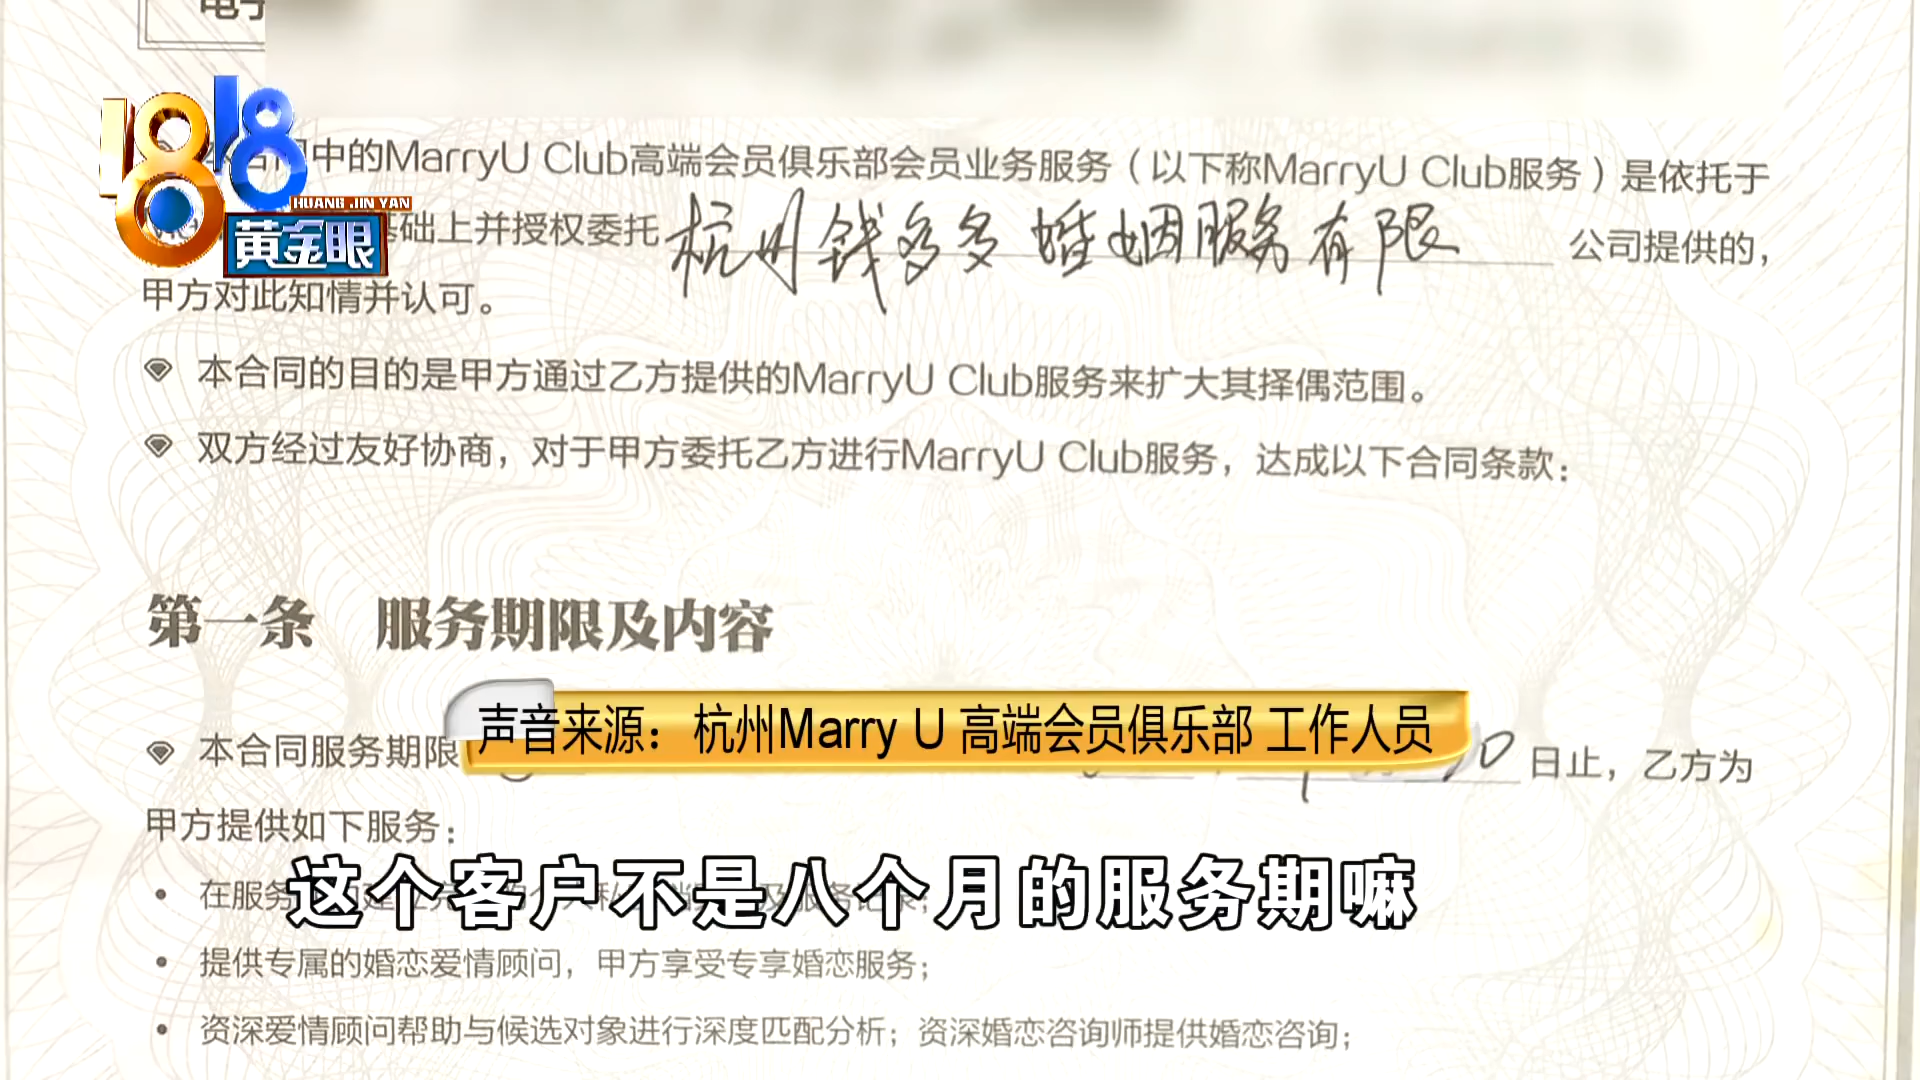 1818
HUANG JIN YAN
黄金眼
中的MarryU Club高端会员俱乐部会员业务服务（以下称MarryU Club服务）是依托于
基础上并授权委托杭州钱多多婚姻服务有限公司提供的，
甲方对此知情并认可。
本合同的目的是甲方通过乙方提供的MarryU Club服务来扩大其择偶范围。
双方经过友好协商，对于甲方委托乙方进行MarryU Club服务，达成以下合同条款：
第一条 服务期限及内容
声音来源：杭州Marry U 高端会员俱乐部 工作人员
本合同服务期限 日止，乙方为
甲方提供如下服务：
这个客户不是八个月的服务期嘛
在服务
提供专属的婚恋爱情顾问，甲方享受专享婚恋服务；
资深爱情顾问帮助与候选对象进行深度匹配分析；资深婚恋咨询师提供婚恋咨询；